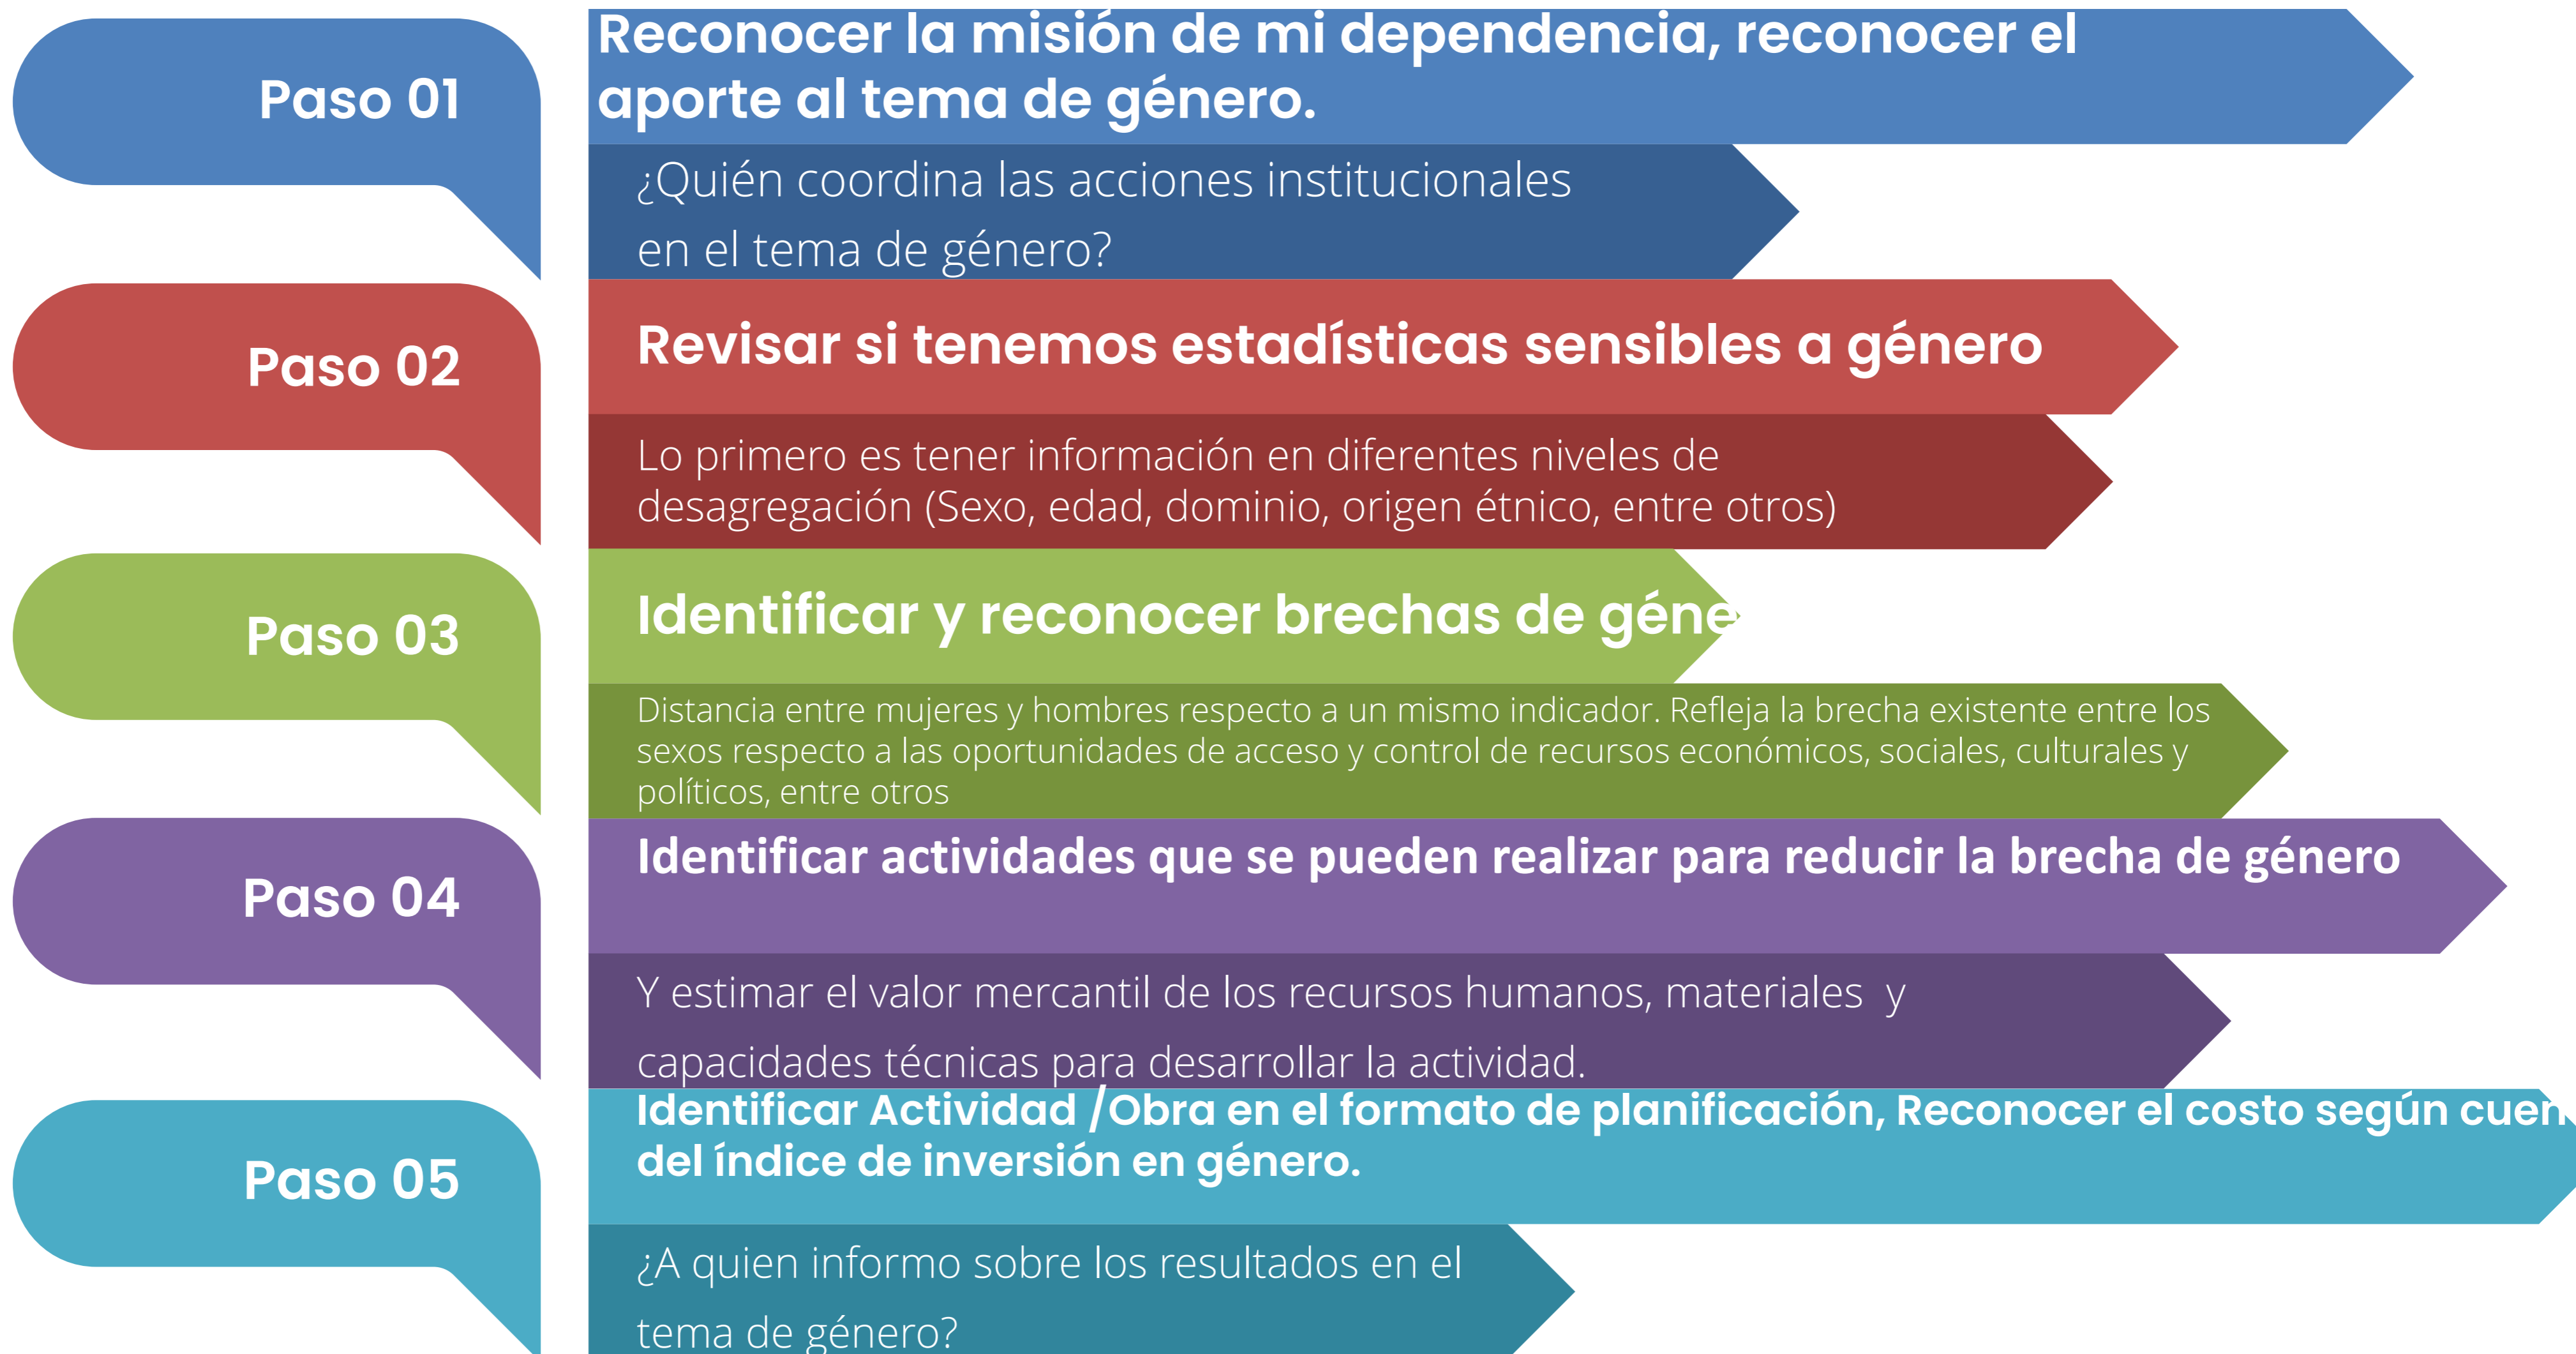 Paso 01
Reconocer la misión de mi dependencia, reconocer el
aporte al tema de género.
¿Quién coordina las acciones institucionales
en el tema de género?
Paso 02
Revisar si tenemos estadísticas sensibles a género
Lo primero es tener información en diferentes niveles de
desagregación (Sexo, edad, dominio, origen étnico, entre otros)
Paso 03
Identificar y reconocer brechas de géne
Distancia entre mujeres y hombres respecto a un mismo indicador. Refleja la brecha existente entre los
sexos respecto a las oportunidades de acceso y control de recursos económicos, sociales, culturales y
políticos, entre otros
Paso 04
Identificar actividades que se pueden realizar para reducir la brecha de género
Y estimar el valor mercantil de los recursos humanos, materiales y
capacidades técnicas para desarrollar la actividad.
Paso 05
Identificar Actividad /Obra en el formato de planificación, Reconocer el costo según cuen
del índice de inversión en género.
¿A quien informo sobre los resultados en el
tema de género?